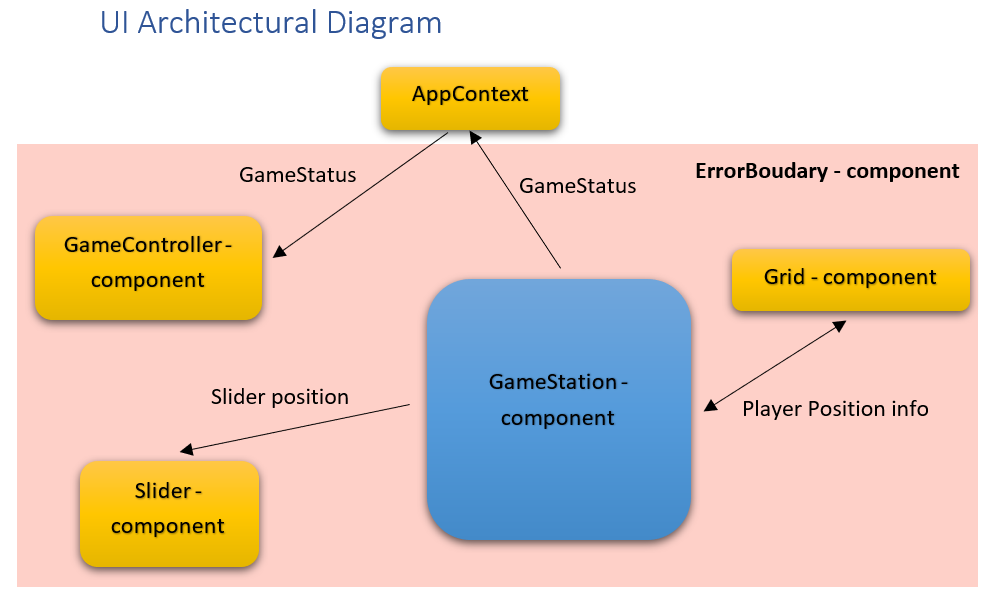 UI Architectural Diagram
AppContext
ErrorBoudary - component
GameStatus
GameStatus
GameController -
component
Grid - component
GameStation -
component
Slider position
Player Position info
Slider -
component